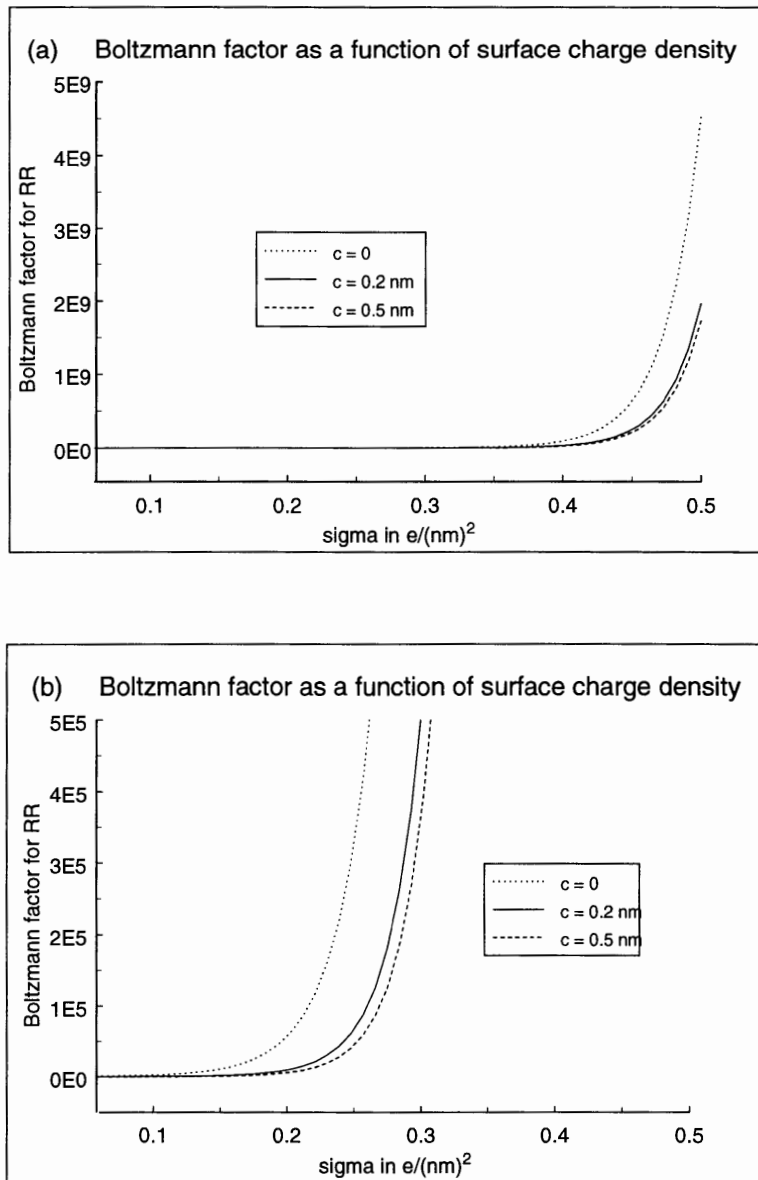 (a) Boltzmann factor as a function of surface charge density
5E9
4E9
3E9
2E9
1E9
0E0
Boltzmann factor for RR
c = 0
c = 0.2 nm
c = 0.5 nm
0.1 0.2 0.3 0.4 0.5
sigma in e/(nm)²
(b) Boltzmann factor as a function of surface charge density
5E5
4E5
3E5
2E5
1E5
0E0
Boltzmann factor for RR
c = 0
c = 0.2 nm
c = 0.5 nm
0.1 0.2 0.3 0.4 0.5
sigma in e/(nm)²